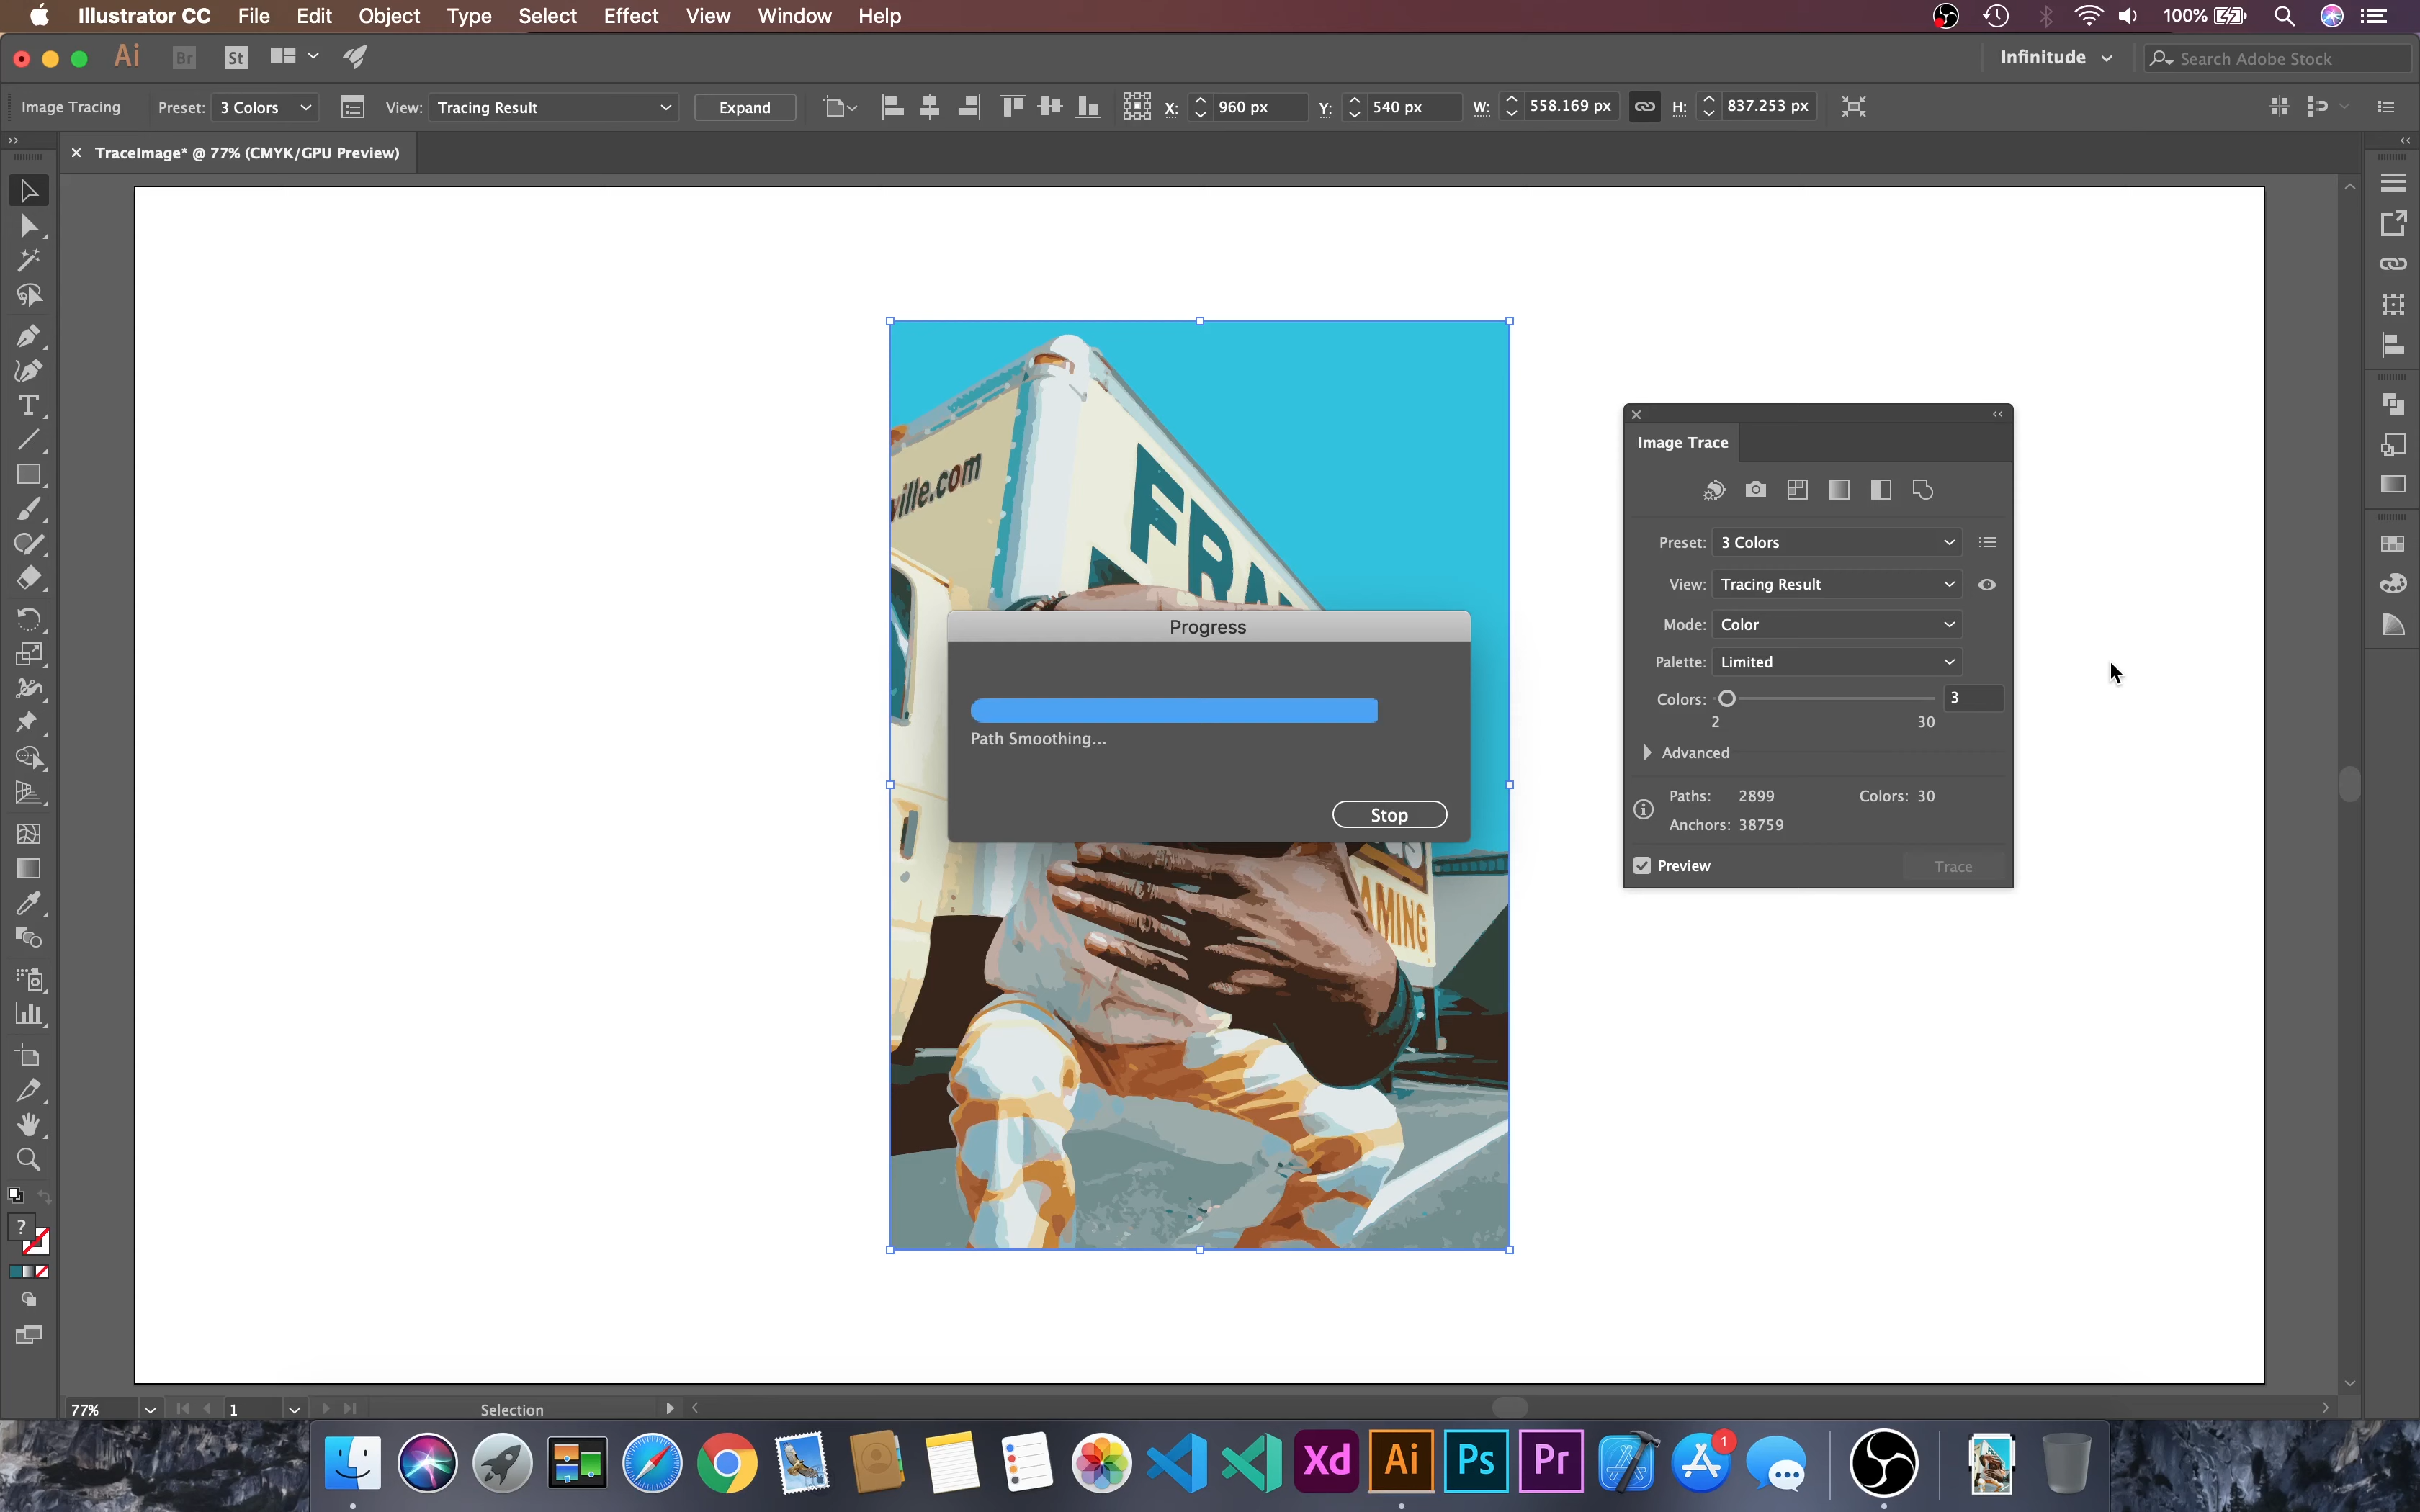 Illustrator CC File Edit Object Type Select Effect View Window Help
100%
Ai Br St
Infinitude
Search Adobe Stock
Image Tracing Preset: 3 Colors View: Tracing Result Expand X: 960 px Y: 540 px W: 558.169 px H: 837.253 px
TraceImage* @ 77% (CMYK/GPU Preview)
ville.com
FRA
Image Trace
Preset: 3 Colors
View: Tracing Result
Mode: Color
Palette: Limited
Colors: 3
2 30
Advanced
Paths: 2899 Colors: 30
Anchors: 38759
Preview Trace
Progress
Path Smoothing...
Stop
AMING
?
77% 1 Selection
Xd Ai Ps Pr 1